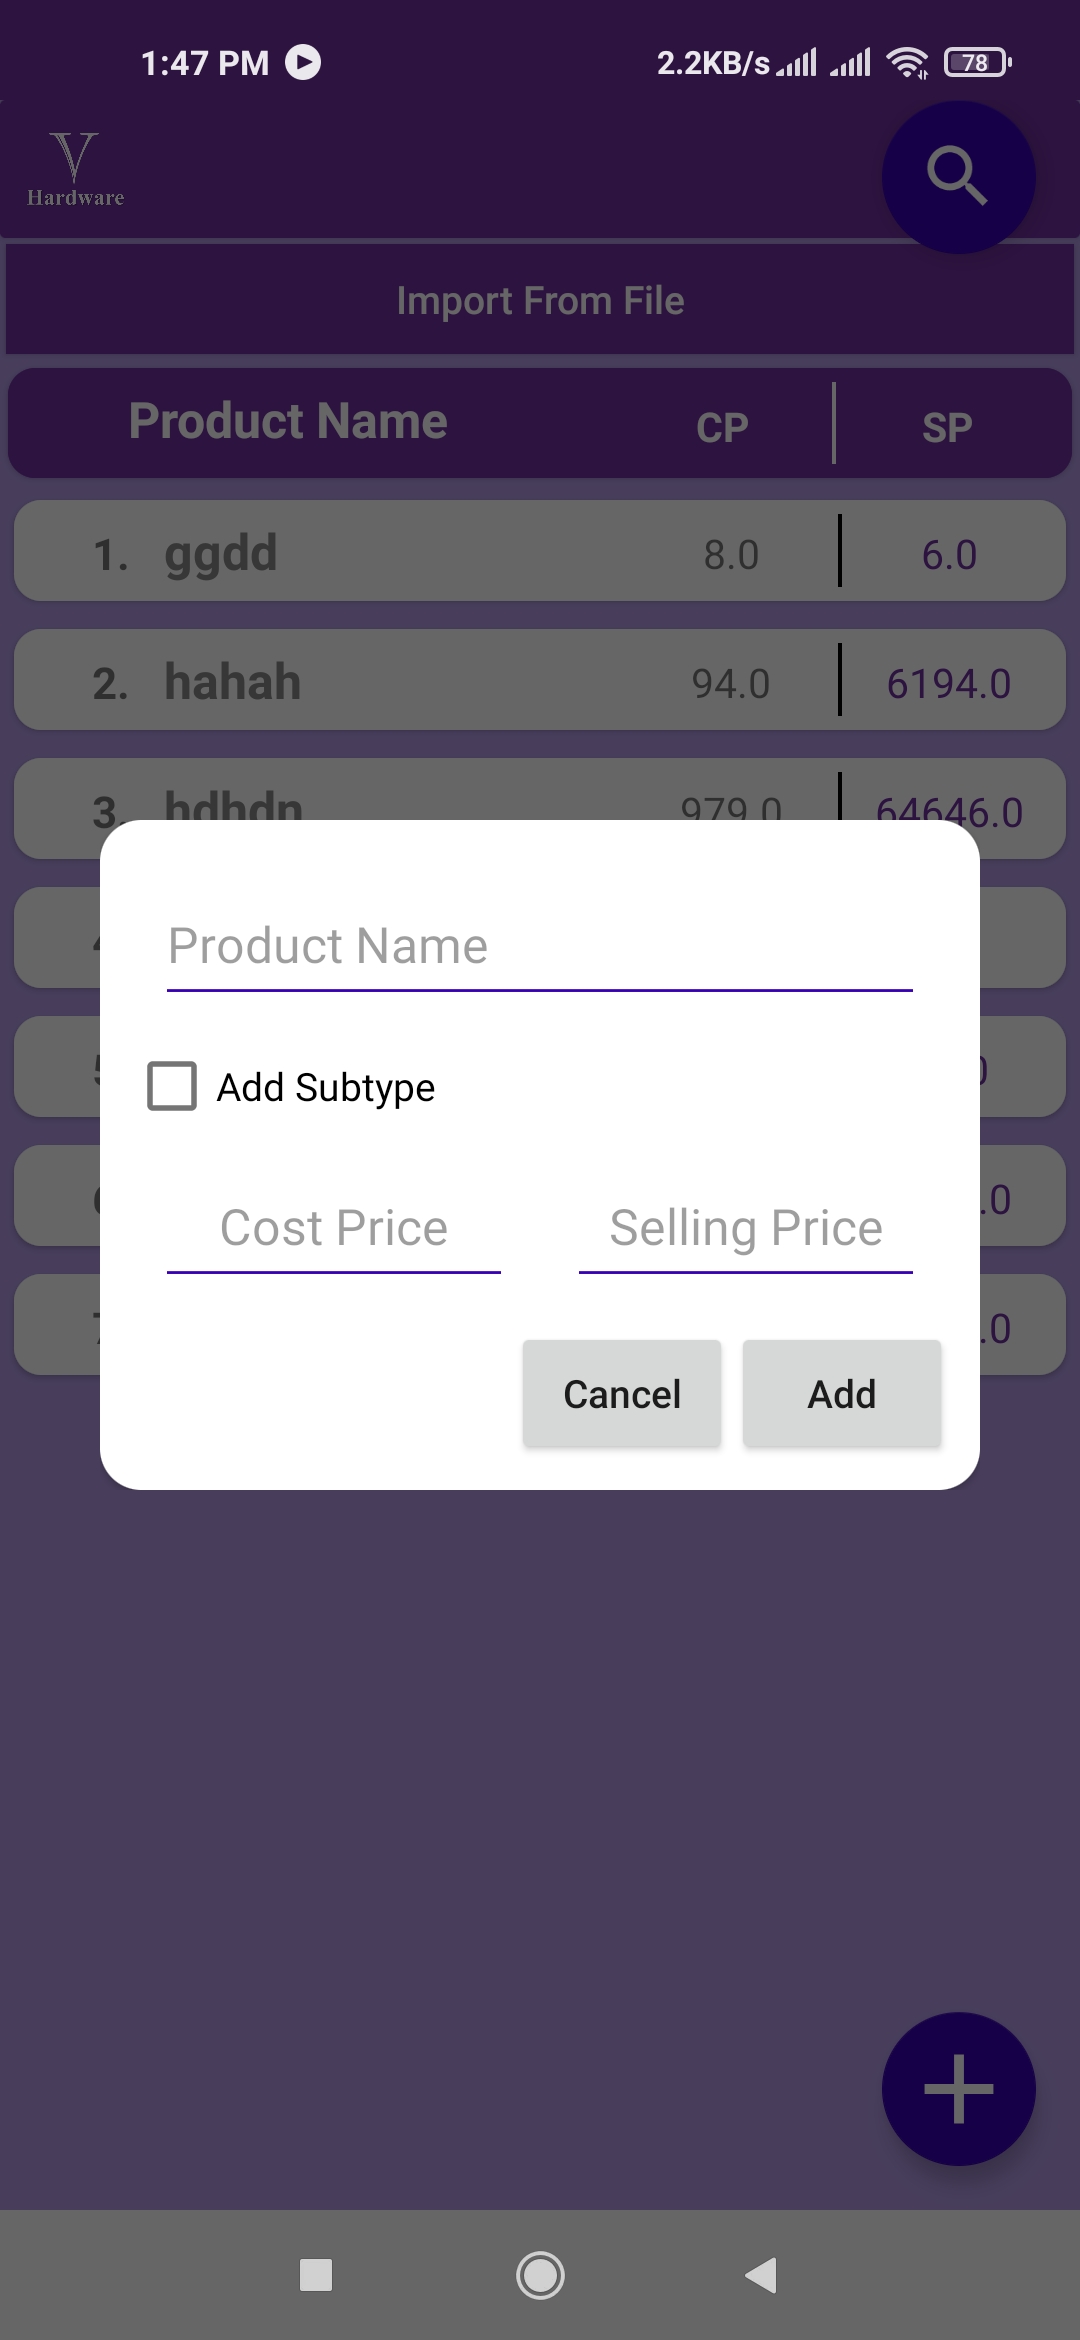 1:47 PM 2.2KB/s 78
V
Hardware
Import From File
Product Name CP SP
1. ggdd 8.0 6.0
2. hahah 94.0 6194.0
3. hdhdn 979.0 64646.0
Product Name
Add Subtype
.0
Cost Price Selling Price
.0
Cancel Add